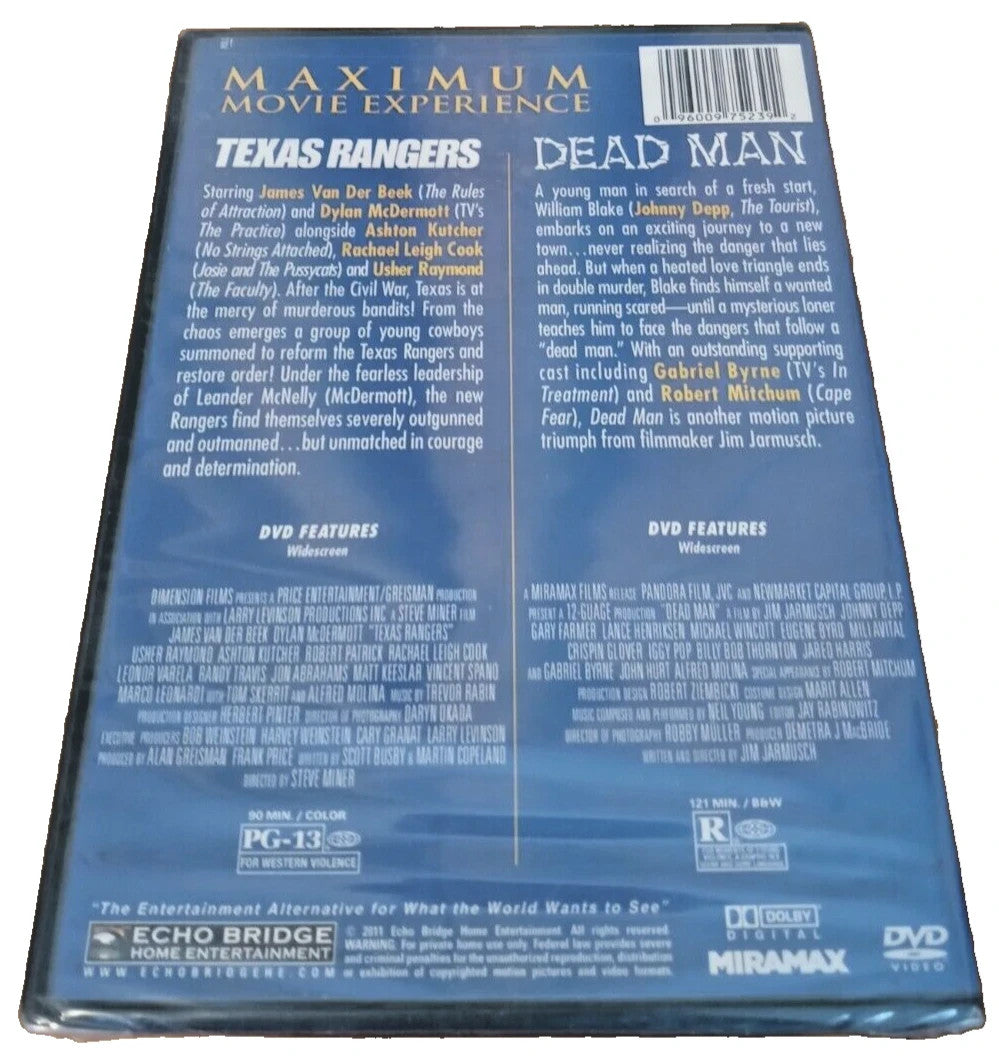 MAXIMUM
MOVIE EXPERIENCE
0 96009 75239 2
TEXAS RANGERS
Starring James Van Der Beek (The Rules
of Attraction) and Dylan McDermott (TV's
The Practice) alongside Ashton Kutcher
(No Strings Attached), Rachael Leigh Cook
(Josie and The Pussycats) and Usher Raymond
(The Faculty). After the Civil War, Texas is at
the mercy of murderous bandits! From the
chaos emerges a group of young cowboys
summoned to reform the Texas Rangers and
restore order! Under the fearless leadership
of Leander McNelly (McDermott), the new
Rangers find themselves severely outgunned
and outmanned...but unmatched in courage
and determination.
DVD FEATURES
Widescreen
DIMENSION FILMS PRESENTS A PRICE ENTERTAINMENT/GREISMAN PRODUCTION
IN ASSOCIATION WITH LARRY LEVINSON PRODUCTIONS INC. A STEVE MINER FILM
JAMES VAN DER BEEK DYLAN McDERMOTT "TEXAS RANGERS"
USHER RAYMOND ASHTON KUTCHER ROBERT PATRICK RACHAEL LEIGH COOK
LEONOR VARELA RANDY TRAVIS JON ABRAHAMS MATT KEESLAR VINCENT SPANO
MARCO LEONARDI WITH TOM SKERRIT AND ALFRED MOLINA MUSIC BY TREVOR RABIN
PRODUCTION DESIGNER HERBERT PINTER DIRECTOR OF PHOTOGRAPHY DARYN OKADA
EXECUTIVE PRODUCERS BOB WEINSTEIN HARVEY WEINSTEIN CARY GRANAT LARRY LEVINSON
PRODUCED BY ALAN GREISMAN FRANK PRICE WRITTEN BY SCOTT BUSBY & MARTIN COPELAND
DIRECTED BY STEVE MINER
90 MIN. / COLOR
PG-13
FOR WESTERN VIOLENCE
DEAD MAN
A young man in search of a fresh start,
William Blake (Johnny Depp, The Tourist),
embarks on an exciting journey to a new
town...never realizing the danger that lies
ahead. But when a heated love triangle ends
in double murder, Blake finds himself a wanted
man, running scared—until a mysterious loner
teaches him to face the dangers that follow a
"dead man." With an outstanding supporting
cast including Gabriel Byrne (TV's In
Treatment) and Robert Mitchum (Cape
Fear), Dead Man is another motion picture
triumph from filmmaker Jim Jarmusch.
DVD FEATURES
Widescreen
A MIRAMAX FILMS RELEASE PANDORA FILM, JVC AND NEWMARKET CAPITAL GROUP, L.P.
PRESENT A 12-GUAGE PRODUCTION "DEAD MAN" A FILM BY JIM JARMUSCH JOHNNY DEPP
GARY FARMER LANCE HENRIKSEN MICHAEL WINCOTT EUGENE BYRD MILI AVITAL
CRISPIN GLOVER IGGY POP BILLY BOB THORNTON JARED HARRIS
AND GABRIEL BYRNE JOHN HURT ALFRED MOLINA SPECIAL APPEARANCE BY ROBERT MITCHUM
PRODUCTION DESIGN ROBERT ZIEMBICKI COSTUME DESIGN MARIT ALLEN
MUSIC COMPOSED AND PERFORMED BY NEIL YOUNG EDITOR JAY RABINOWITZ
DIRECTOR OF PHOTOGRAPHY ROBBY MULLER PRODUCER DEMETRA J McBRIDE
WRITTEN AND DIRECTED BY JIM JARMUSCH
121 MIN. / B&W
R
"The Entertainment Alternative for What the World Wants to See"
ECHO BRIDGE
HOME ENTERTAINMENT
WWW.ECHOBRIDGEHE.COM
© 2011 Echo Bridge Home Entertainment. All rights reserved.
WARNING: For private home use only. Federal law provides severe
and criminal penalties for the unauthorized reproduction, distribution
or exhibition of copyrighted motion pictures and video formats.
DOLBY
DIGITAL
MIRAMAX
DVD
VIDEO